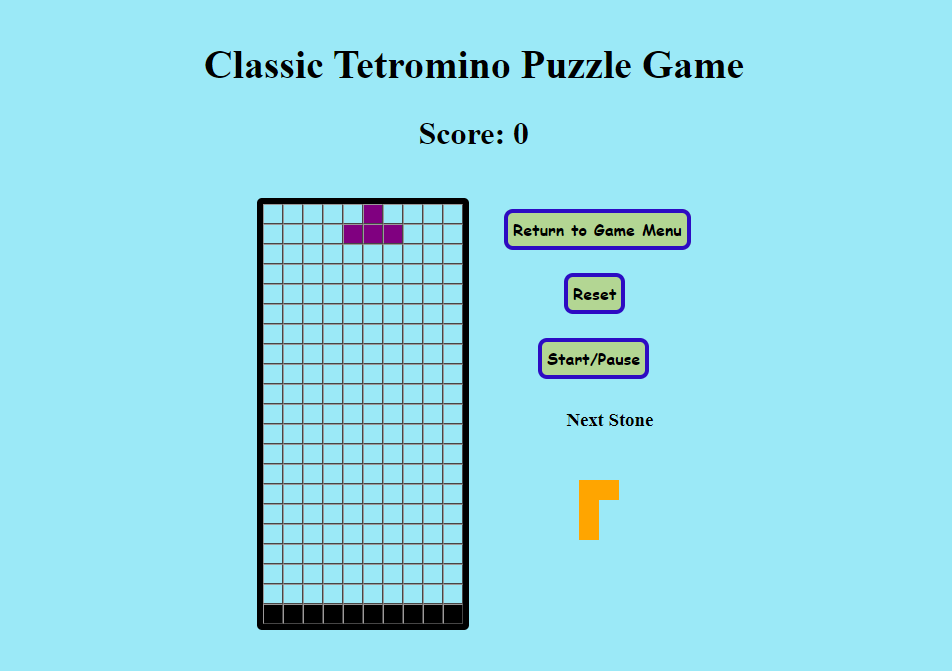 Classic Tetromino Puzzle Game
Score: 0
Return to Game Menu
Reset
Start/Pause
Next Stone